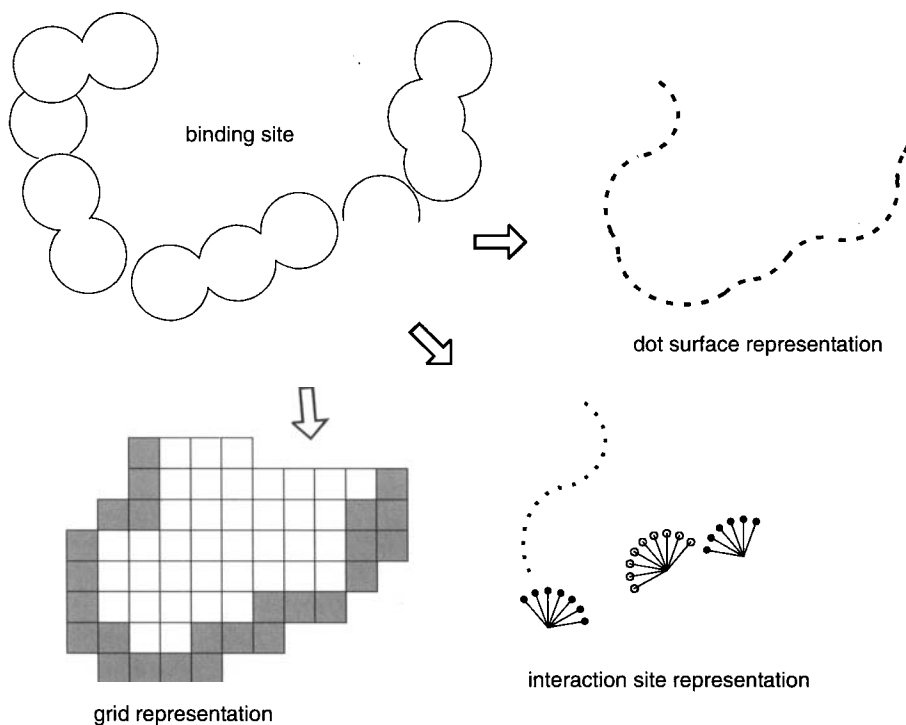 binding site
dot surface representation
interaction site representation
grid representation